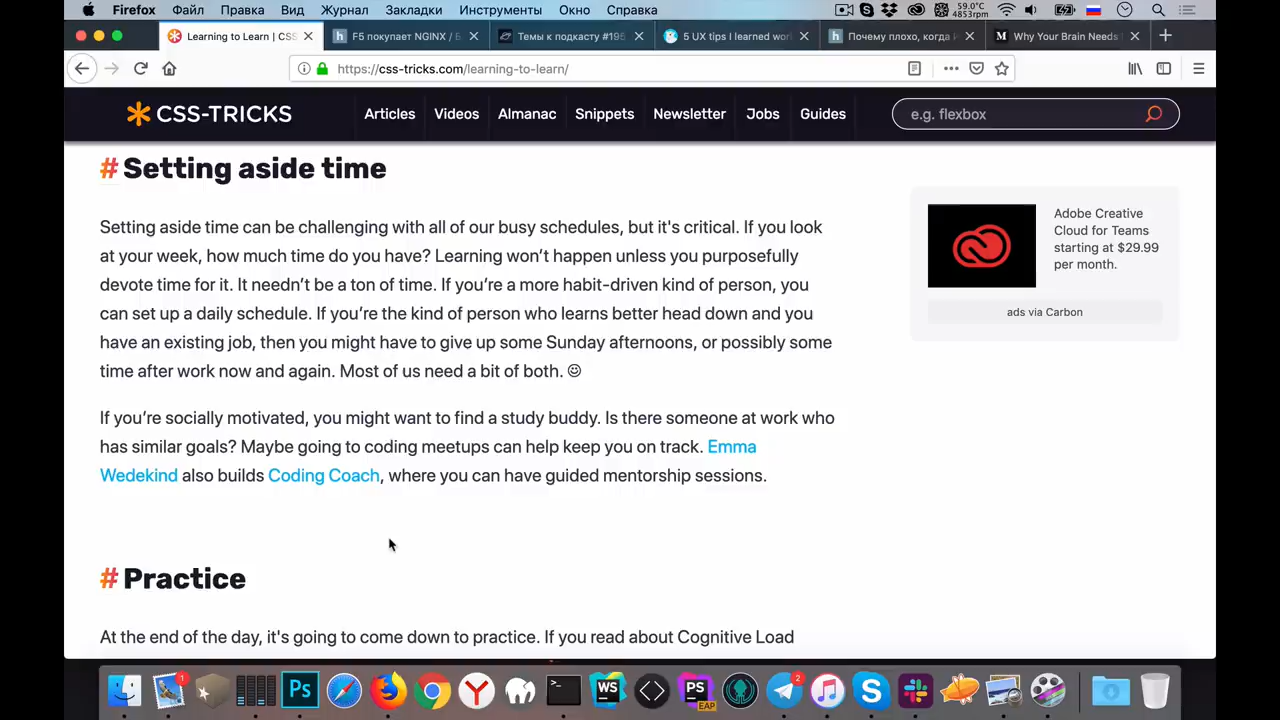 Firefox Файл Правка Вид Журнал Закладки Инструменты Окно Справка 59.0°C 4853rpm
Learning to Learn | CSS F5 покупает NGINX / Темы к подкасту #195 5 UX tips I learned wor Почему плохо, когда Why Your Brain Needs
https://css-tricks.com/learning-to-learn/
CSS-TRICKS Articles Videos Almanac Snippets Newsletter Jobs Guides e.g. flexbox
# Setting aside time
Setting aside time can be challenging with all of our busy schedules, but it's critical. If you look
at your week, how much time do you have? Learning won’t happen unless you purposefully
devote time for it. It needn’t be a ton of time. If you’re a more habit-driven kind of person, you
can set up a daily schedule. If you’re the kind of person who learns better head down and you
have an existing job, then you might have to give up some Sunday afternoons, or possibly some
time after work now and again. Most of us need a bit of both. ☺
If you’re socially motivated, you might want to find a study buddy. Is there someone at work who
has similar goals? Maybe going to coding meetups can help keep you on track. Emma
Wedekind also builds Coding Coach, where you can have guided mentorship sessions.
# Practice
At the end of the day, it's going to come down to practice. If you read about Cognitive Load
Adobe Creative
Cloud for Teams
starting at $29.99
per month.
ads via Carbon
1 Ps WS PS EAP 2